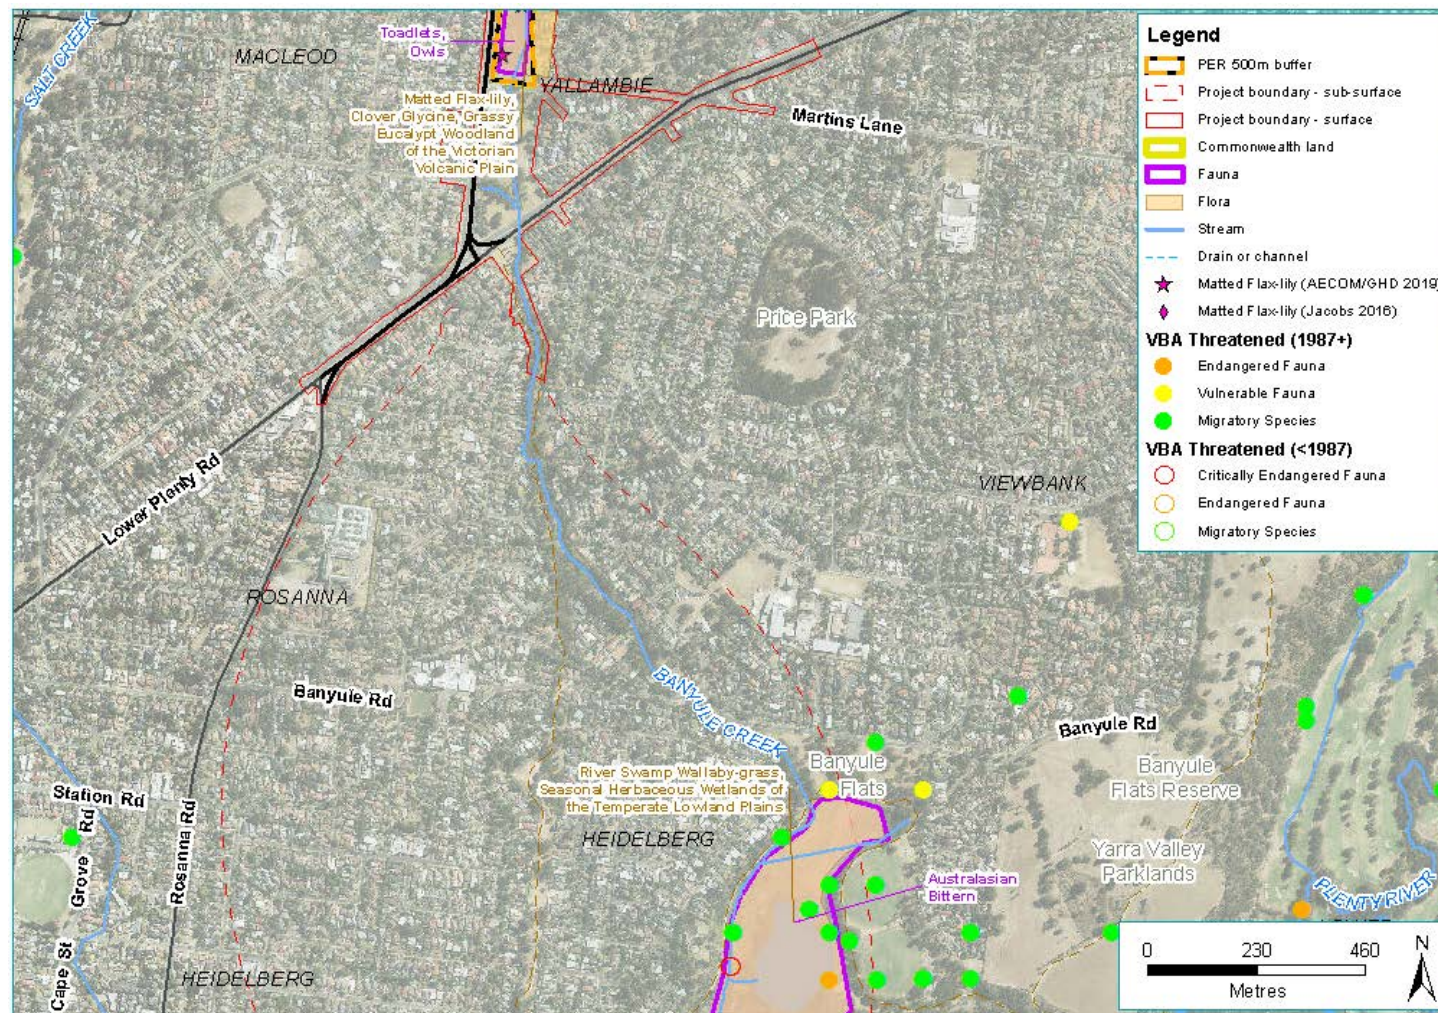 SALT CREEK
MACLEOD
Toadlets,
Owls
YALLAMBIE
Matted Flax-lily,
Clover Glycine, Grassy
Eucalypt Woodland
of the Victorian
Volcanic Plain
Martins Lane
Price Park
Lower Plenty Rd
VIEWBANK
ROSANNA
Banyule Rd
BANYULE CREEK
Banyule Rd
Banyule
Flats
Banyule
Flats Reserve
River Swamp Wallaby-grass,
Seasonal Herbaceous Wetlands of
the Temperate Lowland Plains
Station Rd
Grove Rd
Rosanna Rd
HEIDELBERG
Yarra Valley
Parklands
Australasian
Bittern
PLENTY RIVER
Cape St
HEIDELBERG
Legend
PER 500m buffer
Project boundary - sub-surface
Project boundary - surface
Commonwealth land
Fauna
Flora
Stream
Drain or channel
Matted Flax-lily (AECOM/GHD 2019)
Matted Flax-lily (Jacobs 2016)
VBA Threatened (1987+)
Endangered Fauna
Vulnerable Fauna
Migratory Species
VBA Threatened (<1987)
Critically Endangered Fauna
Endangered Fauna
Migratory Species
0 230 460
Metres
N